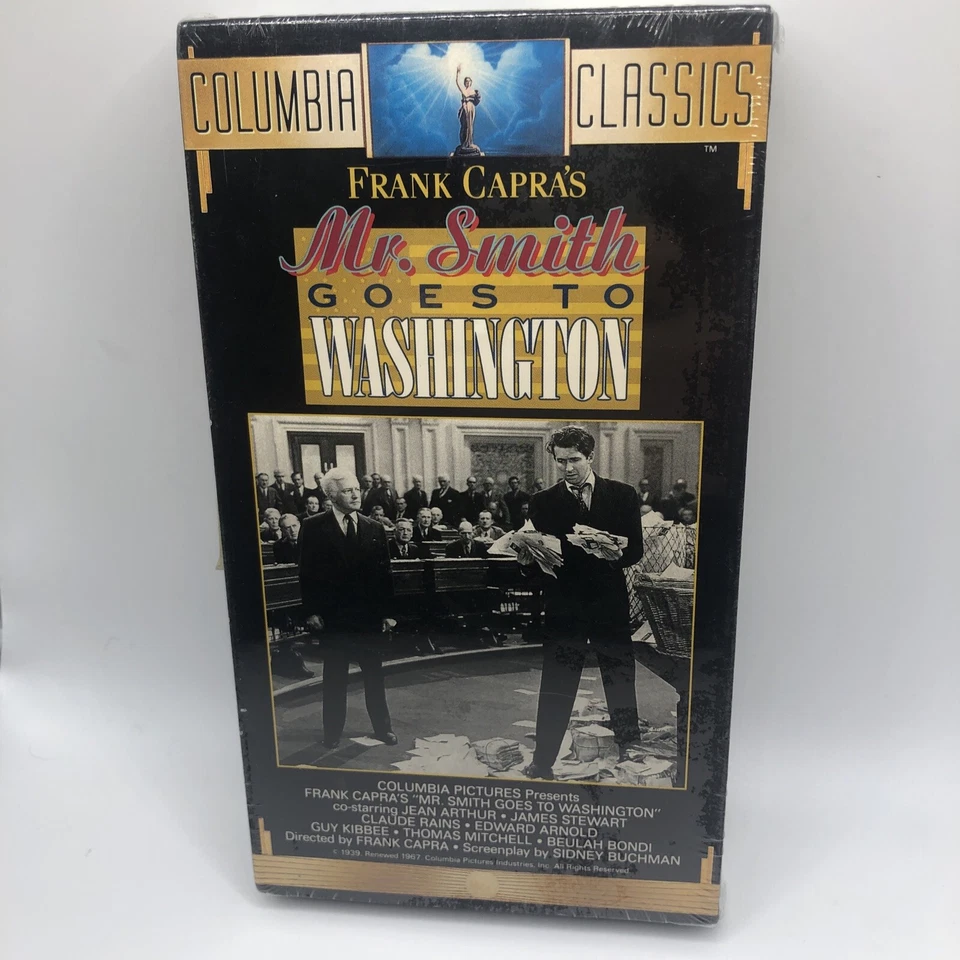 COLUMBIA CLASSICS
TM
FRANK CAPRA'S
Mr. Smith
GOES TO
WASHINGTON
COLUMBIA PICTURES Presents
FRANK CAPRA'S "MR. SMITH GOES TO WASHINGTON"
co-starring JEAN ARTHUR • JAMES STEWART
CLAUDE RAINS • EDWARD ARNOLD
GUY KIBBEE • THOMAS MITCHELL • BEULAH BONDI
Directed by FRANK CAPRA • Screenplay by SIDNEY BUCHMAN
© 1939, Renewed 1967, Columbia Pictures Industries, Inc. All Rights Reserved.